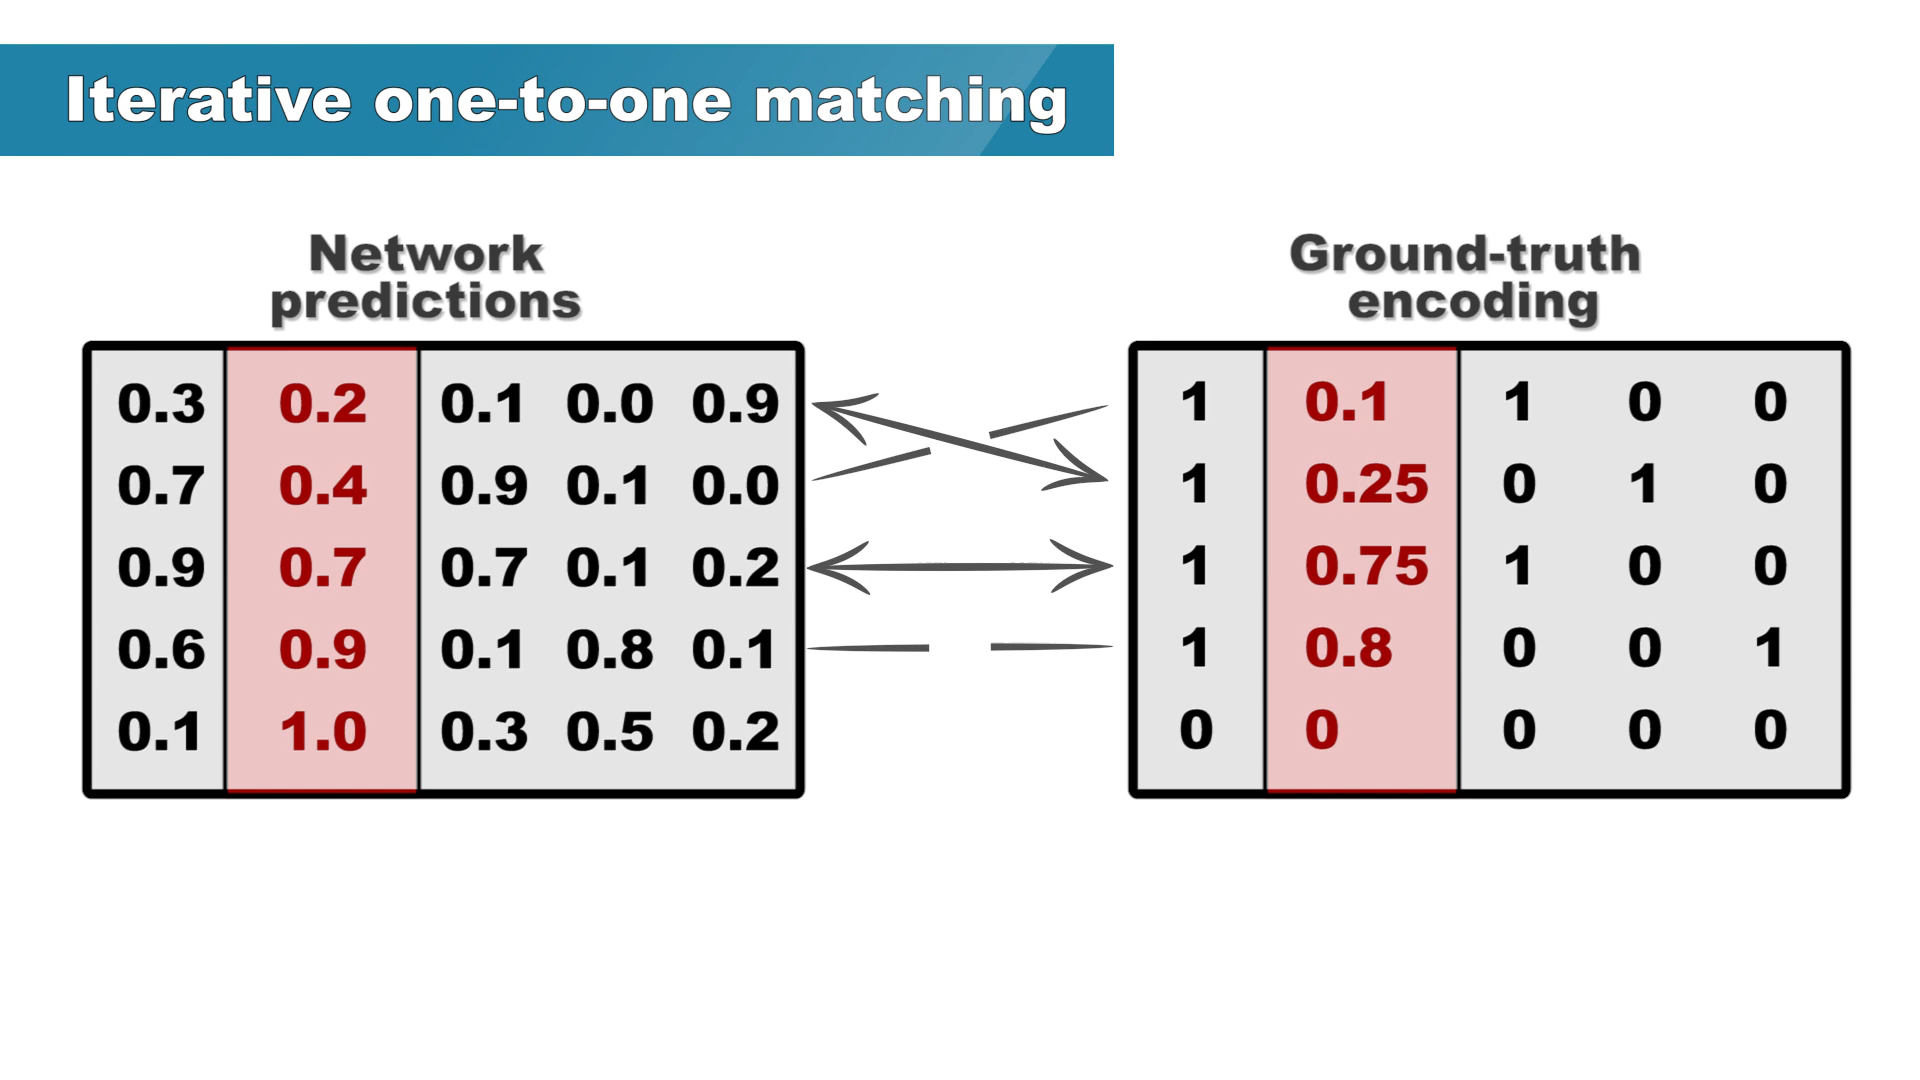 Iterative one-to-one matching
Network
predictions
0.3 0.2 0.1 0.0 0.9
0.7 0.4 0.9 0.1 0.0
0.9 0.7 0.7 0.1 0.2
0.6 0.9 0.1 0.8 0.1
0.1 1.0 0.3 0.5 0.2
Ground-truth
encoding
1 0.1 1 0 0
1 0.25 0 1 0
1 0.75 1 0 0
1 0.8 0 0 1
0 0 0 0 0